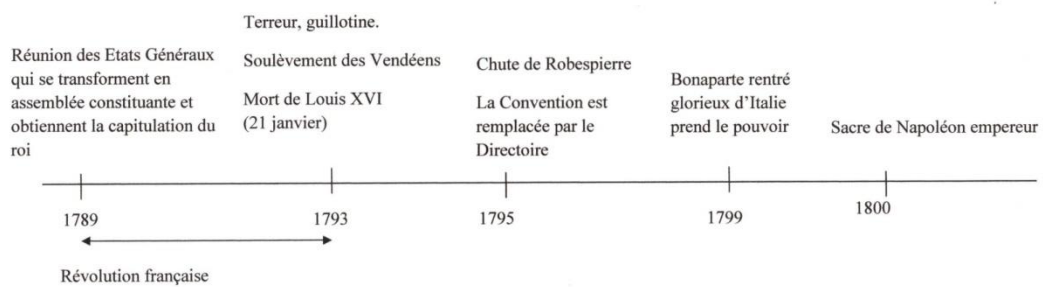 Réunion des Etats Généraux
qui se transforment en
assemblée constituante et
obtiennent la capitulation du
roi
Terreur, guillotine.
Soulèvement des Vendéens
Mort de Louis XVI
(21 janvier)
Chute de Robespierre
La Convention est
remplacée par le
Directoire
Bonaparte rentré
glorieux d’Italie
prend le pouvoir
Sacre de Napoléon empereur
1789
1793
1795
1799
1800
Révolution française